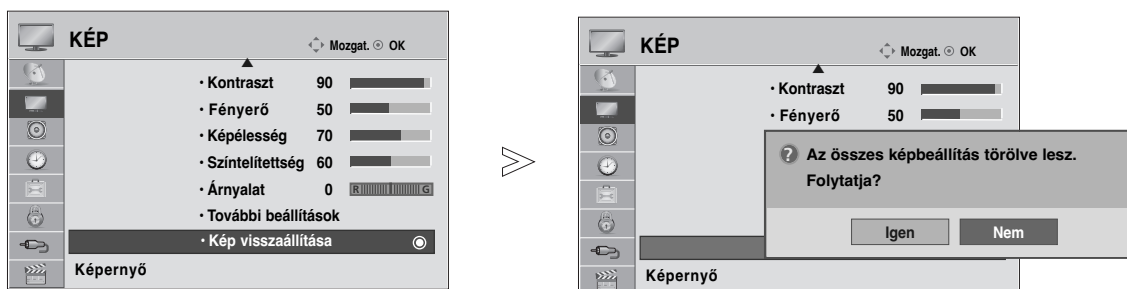 KÉP
Mozgat. OK
· Kontraszt 90
· Fényerő 50
· Képélesség 70
· Színtelítettség 60
· Árnyalat 0 R G
· További beállítások
· Kép visszaállítása
Képernyő
KÉP
Mozgat. OK
· Kontraszt 90
· Fényerő 50
? Az összes képbeállítás törölve lesz.
Folytatja?
Igen Nem
Képernyő